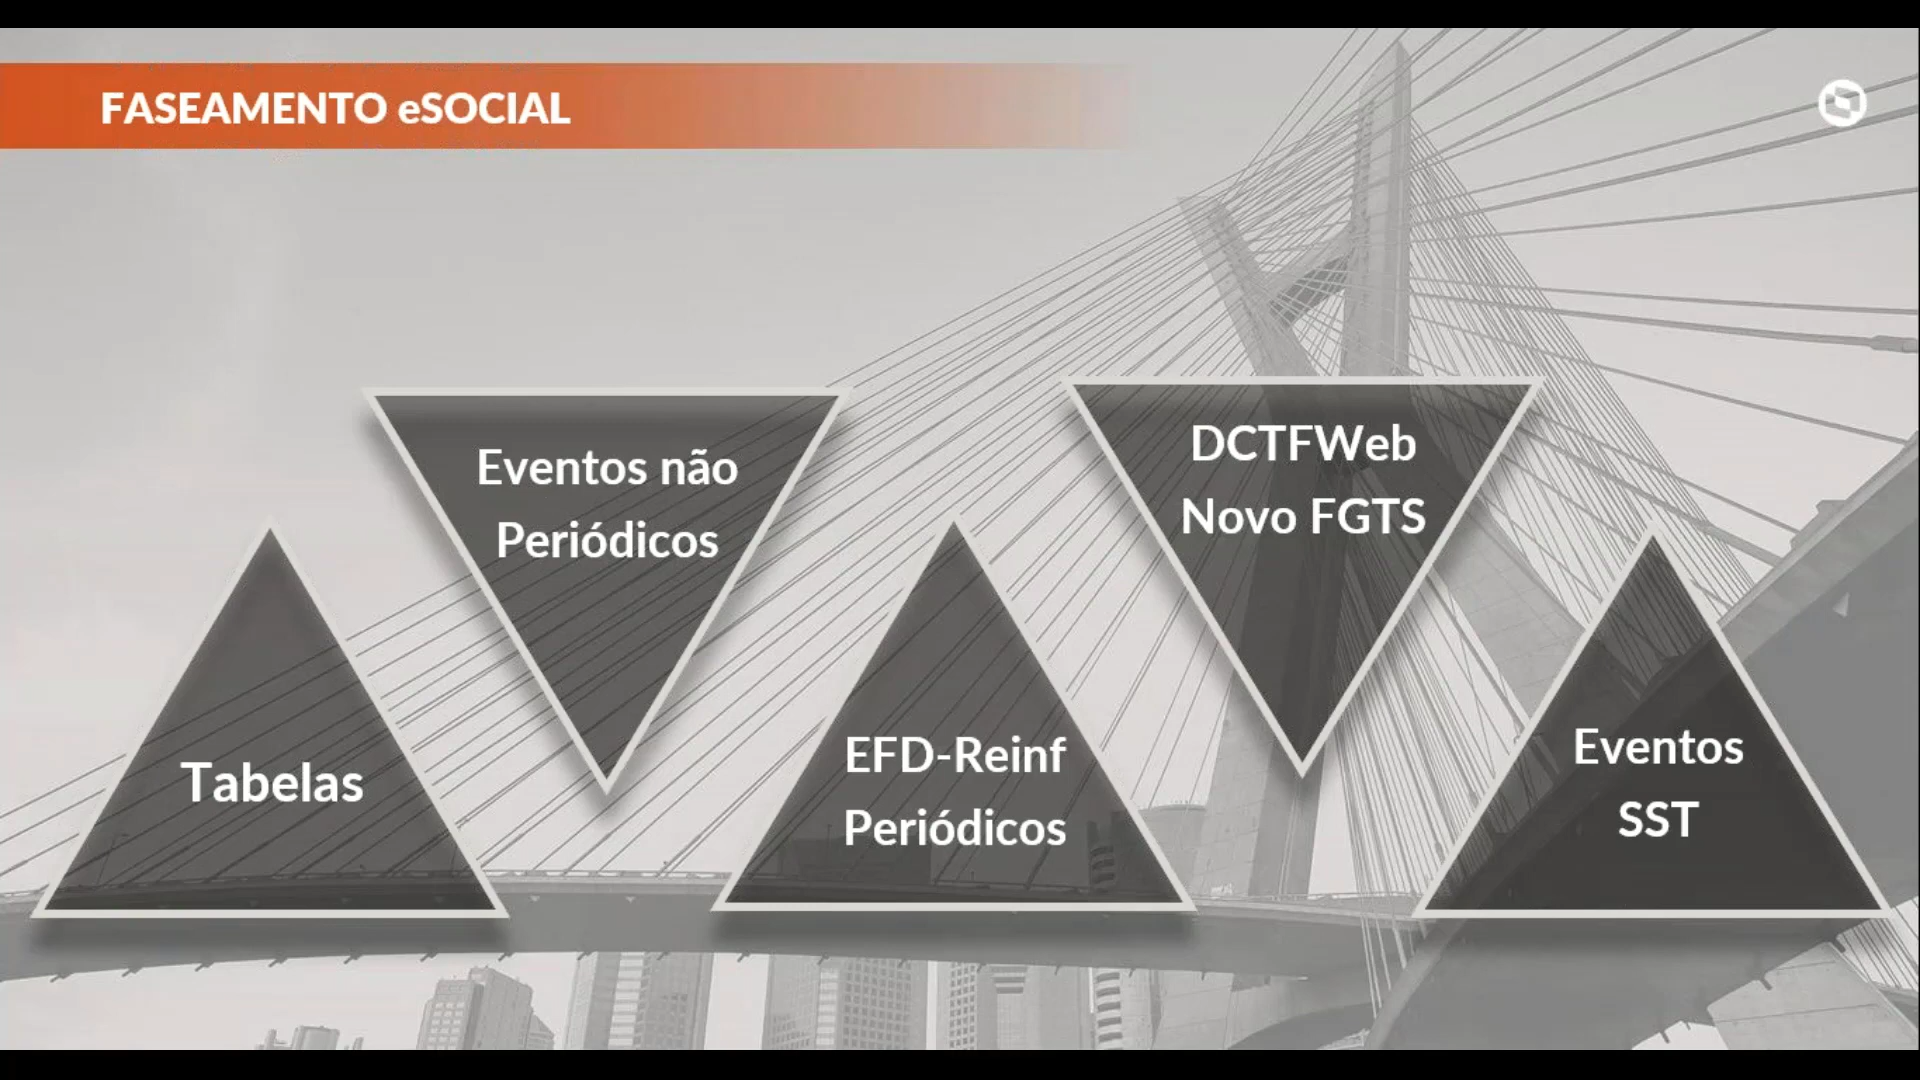 FASEAMENTO eSOCIAL
Tabelas
Eventos não
Periódicos
EFD-Reinf
Periódicos
DCTFWeb
Novo FGTS
Eventos
SST